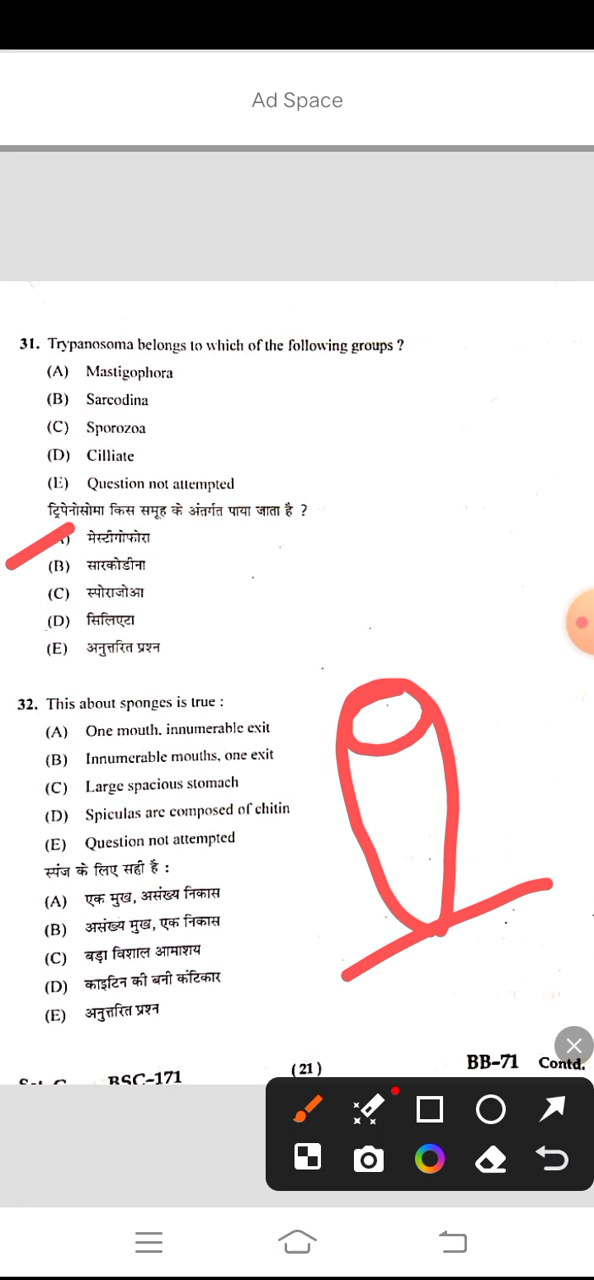 Ad Space
31. Trypanosoma belongs to which of the following groups ?
(A) Mastigophora
(B) Sarcodina
(C) Sporozoa
(D) Cilliate
(E) Question not attempted
ट्रिपेनोसोमा किस समूह के अंतर्गत पाया जाता है ?
मेस्टीगोफोरा
(B) सारकोडीना
(C) स्पोराजोआ
(D) सिलिएटा
(E) अनुत्तरित प्रश्न
32. This about sponges is true :
(A) One mouth, innumerable exit
(B) Innumerable mouths, one exit
(C) Large spacious stomach
(D) Spiculas are composed of chitin
(E) Question not attempted
स्पंज के लिए सही है :
(A) एक मुख, असंख्य निकास
(B) असंख्य मुख, एक निकास
(C) बड़ा विशाल आमाशय
(D) काइटिन की बनी कंटिकार
(E) अनुत्तरित प्रश्न
BSC-171 (21) BB-71 Contd.